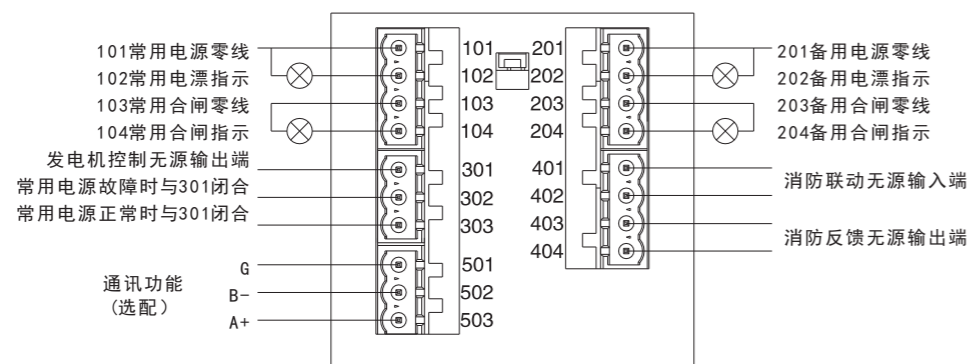 101常用电源零线
102常用电漂指示
103常用合闸零线
104常用合闸指示
发电机控制无源输出端
常用电源故障时与301闭合
常用电源正常时与301闭合
通讯功能
(选配)
G
B-
A+
101
102
103
104
301
302
303
501
502
503
201
202
203
204
401
402
403
404
201备用电源零线
202备用电漂指示
203备用合闸零线
204备用合闸指示
消防联动无源输入端
消防反馈无源输出端